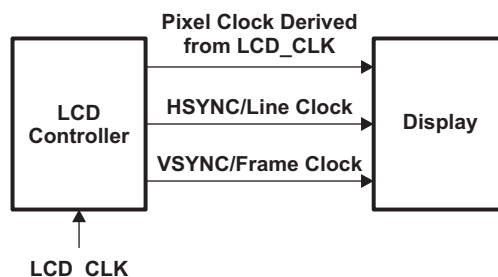 Pixel Clock Derived
from LCD_CLK
LCD
Controller
HSYNC/Line Clock
Display
VSYNC/Frame Clock
LCD_CLK